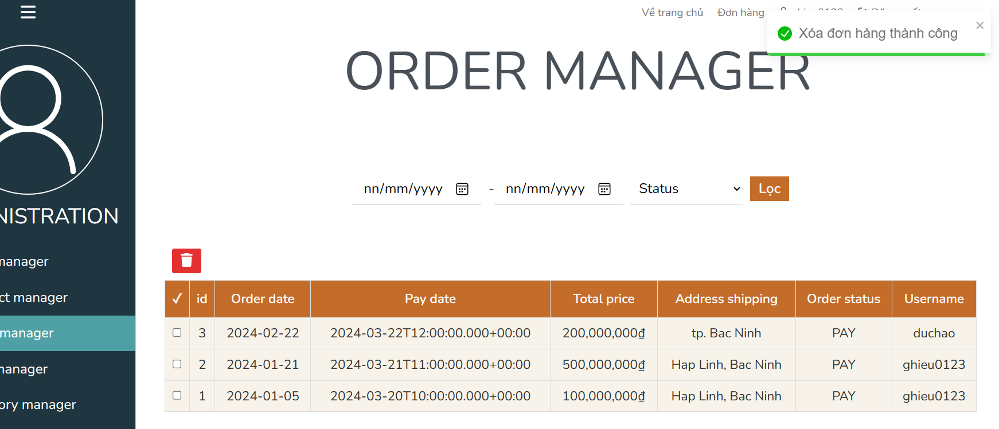 Về trang chủ Đơn hàng
Xóa đơn hàng thành công
ORDER MANAGER
nn/mm/yyyy - nn/mm/yyyy Status Lọc
NISTRATION
manager
ct manager
manager
anager
ory manager
✓ id Order date Pay date Total price Address shipping Order status Username
3 2024-02-22 2024-03-22T12:00:00.000+00:00 200,000,000₫ tp. Bac Ninh PAY duchao
2 2024-01-21 2024-03-21T11:00:00.000+00:00 500,000,000₫ Hap Linh, Bac Ninh PAY ghieu0123
1 2024-01-05 2024-03-20T10:00:00.000+00:00 100,000,000₫ Hap Linh, Bac Ninh PAY ghieu0123